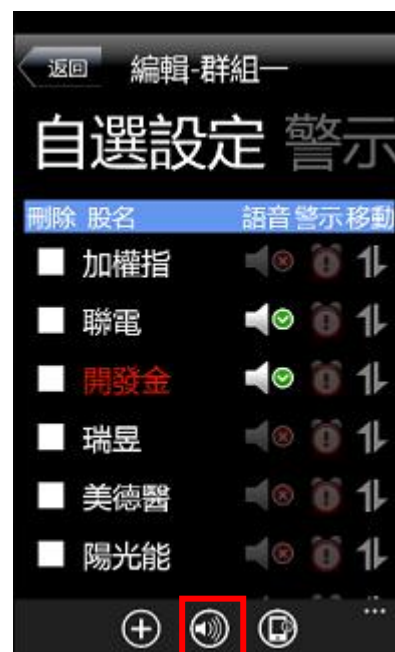 返回 編輯-群組一
自選設定 警示
刪除 股名 語音 警示 移動
加權指
聯電
開發金
瑞昱
美德醫
陽光能